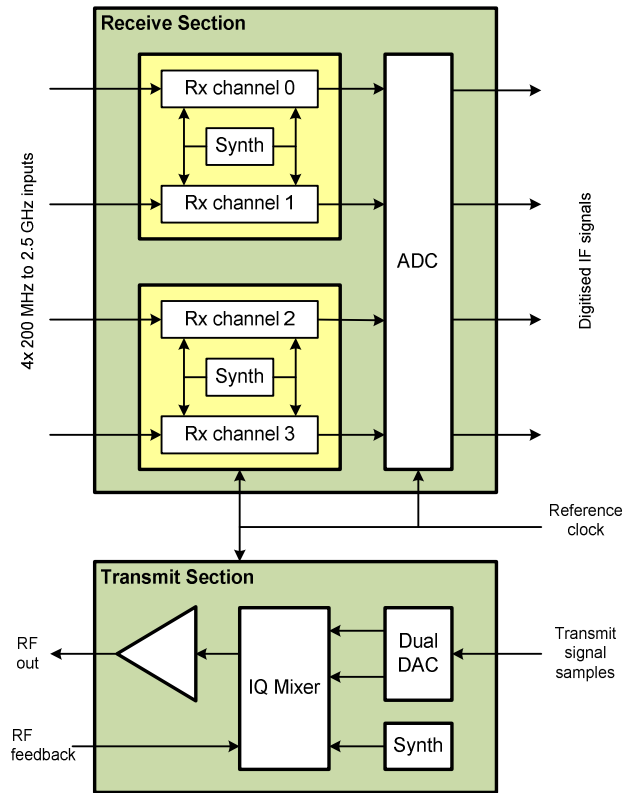 Receive Section
Rx channel 0
Synth
Rx channel 1
4x 200 MHz to 2.5 GHz inputs
ADC
Digitised IF signals
Rx channel 2
Synth
Rx channel 3
Reference
clock
Transmit Section
RF
out
IQ Mixer
Dual
DAC
Transmit
signal
samples
RF
feedback
Synth